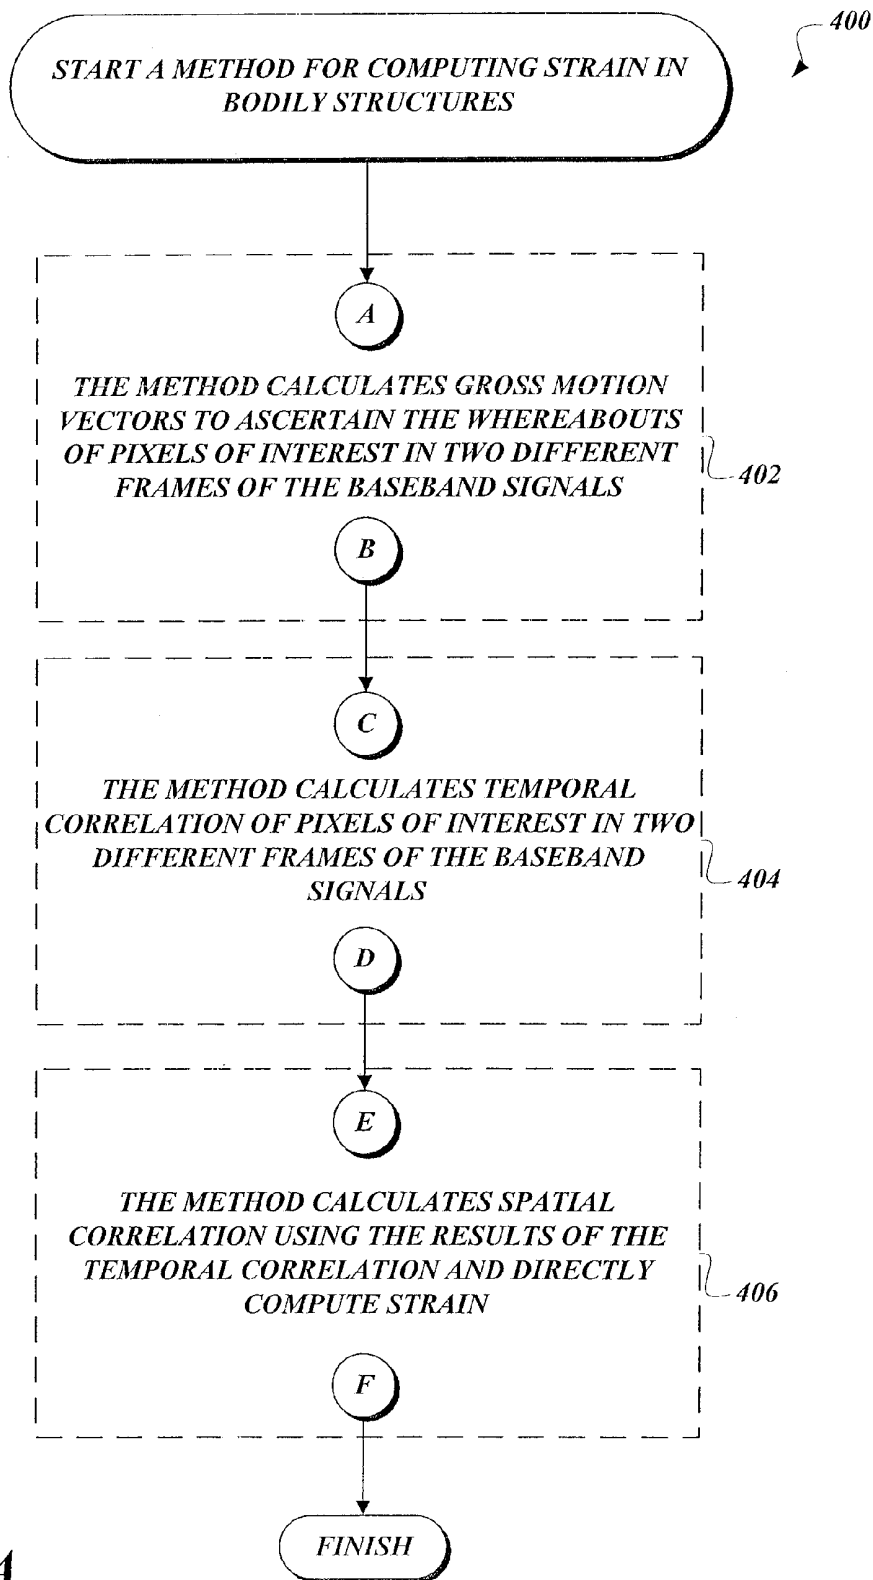 400
START A METHOD FOR COMPUTING STRAIN IN
BODILY STRUCTURES
A
THE METHOD CALCULATES GROSS MOTION
VECTORS TO ASCERTAIN THE WHEREABOUTS
OF PIXELS OF INTEREST IN TWO DIFFERENT
FRAMES OF THE BASEBAND SIGNALS
402
B
C
THE METHOD CALCULATES TEMPORAL
CORRELATION OF PIXELS OF INTEREST IN TWO
DIFFERENT FRAMES OF THE BASEBAND
SIGNALS
404
D
E
THE METHOD CALCULATES SPATIAL
CORRELATION USING THE RESULTS OF THE
TEMPORAL CORRELATION AND DIRECTLY
COMPUTE STRAIN
406
F
FINISH